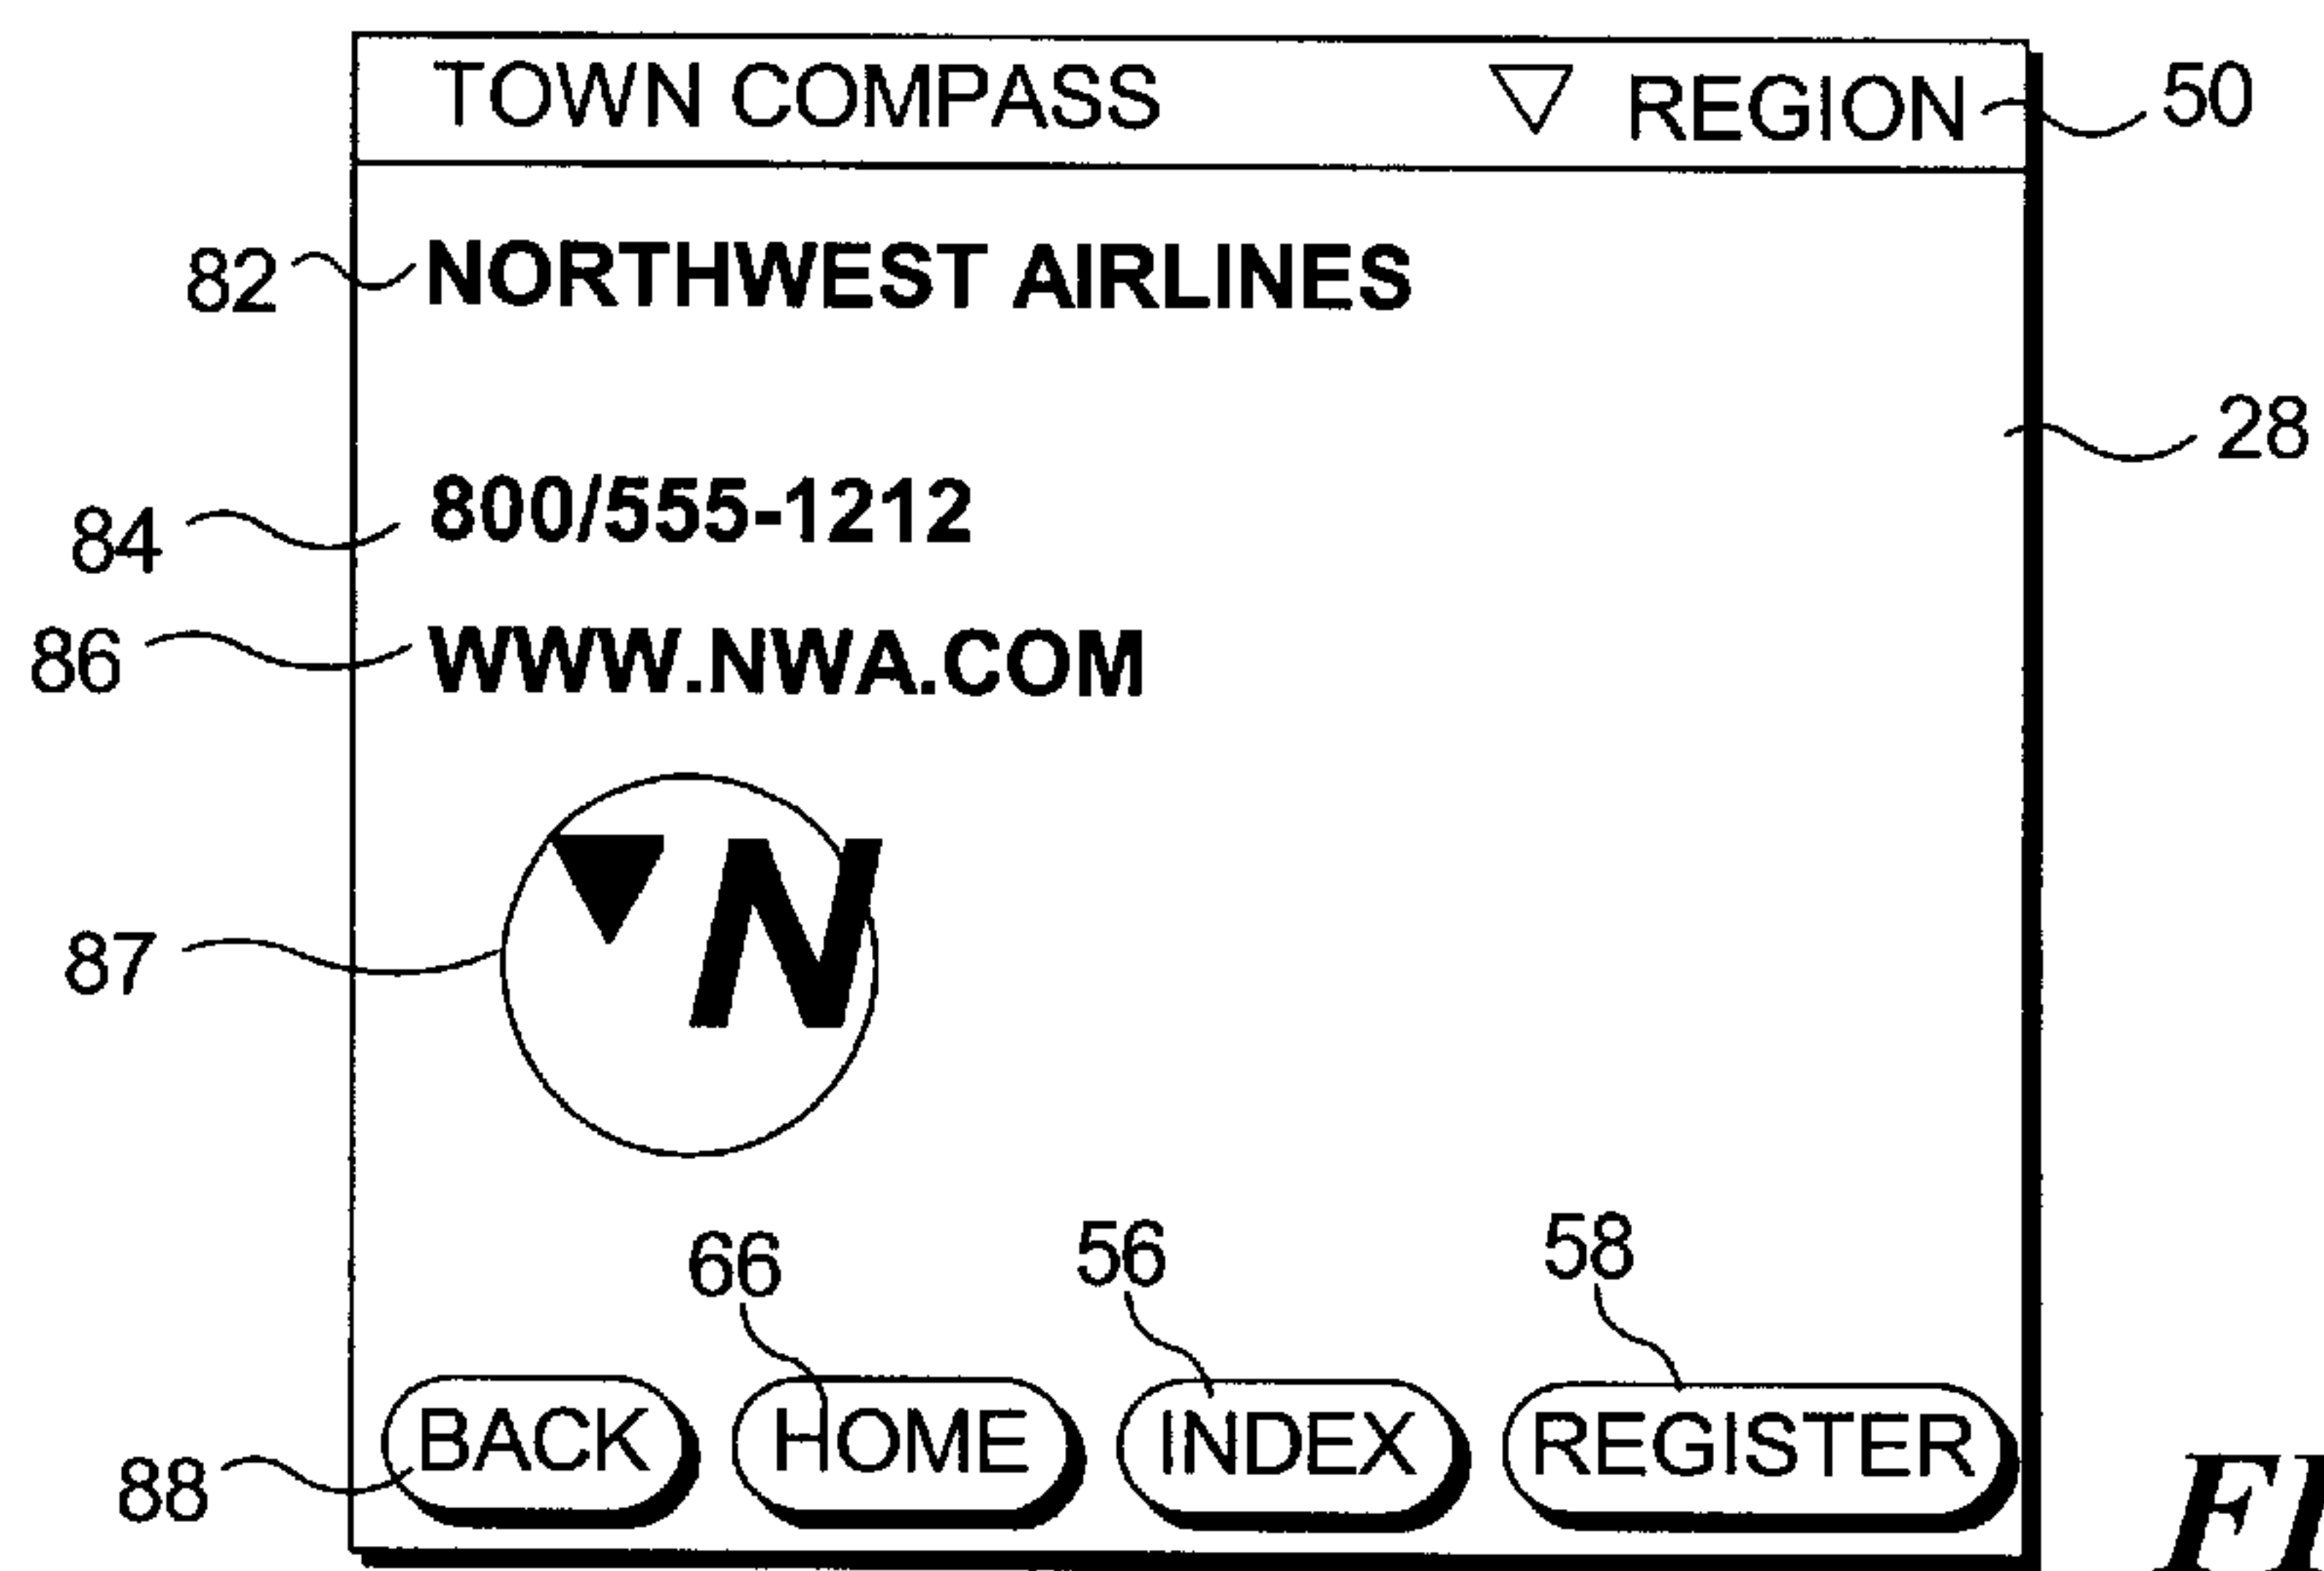 TOWN COMPASS ▽ REGION 50
82 NORTHWEST AIRLINES
28
84 800/555-1212
86 WWW.NWA.COM
N
87
66 56 58
BACK HOME INDEX REGISTER
88